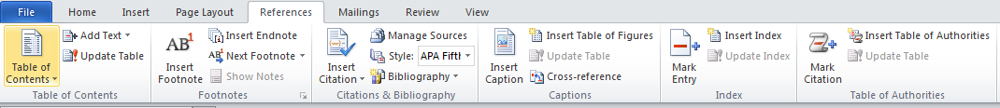 File Home Insert Page Layout References Mailings Review View
Table of Contents
Add Text
Update Table
Table of Contents
AB1
Insert Footnote
Insert Endnote
AB1 Next Footnote
Show Notes
Footnotes
Insert Citation
Manage Sources
Style: APA Fift
Bibliography
Citations & Bibliography
Insert Caption
Insert Table of Figures
Update Table
Cross-reference
Captions
Mark Entry
Insert Index
Update Index
Index
Mark Citation
Insert Table of Authorities
Update Table
Table of Authorities